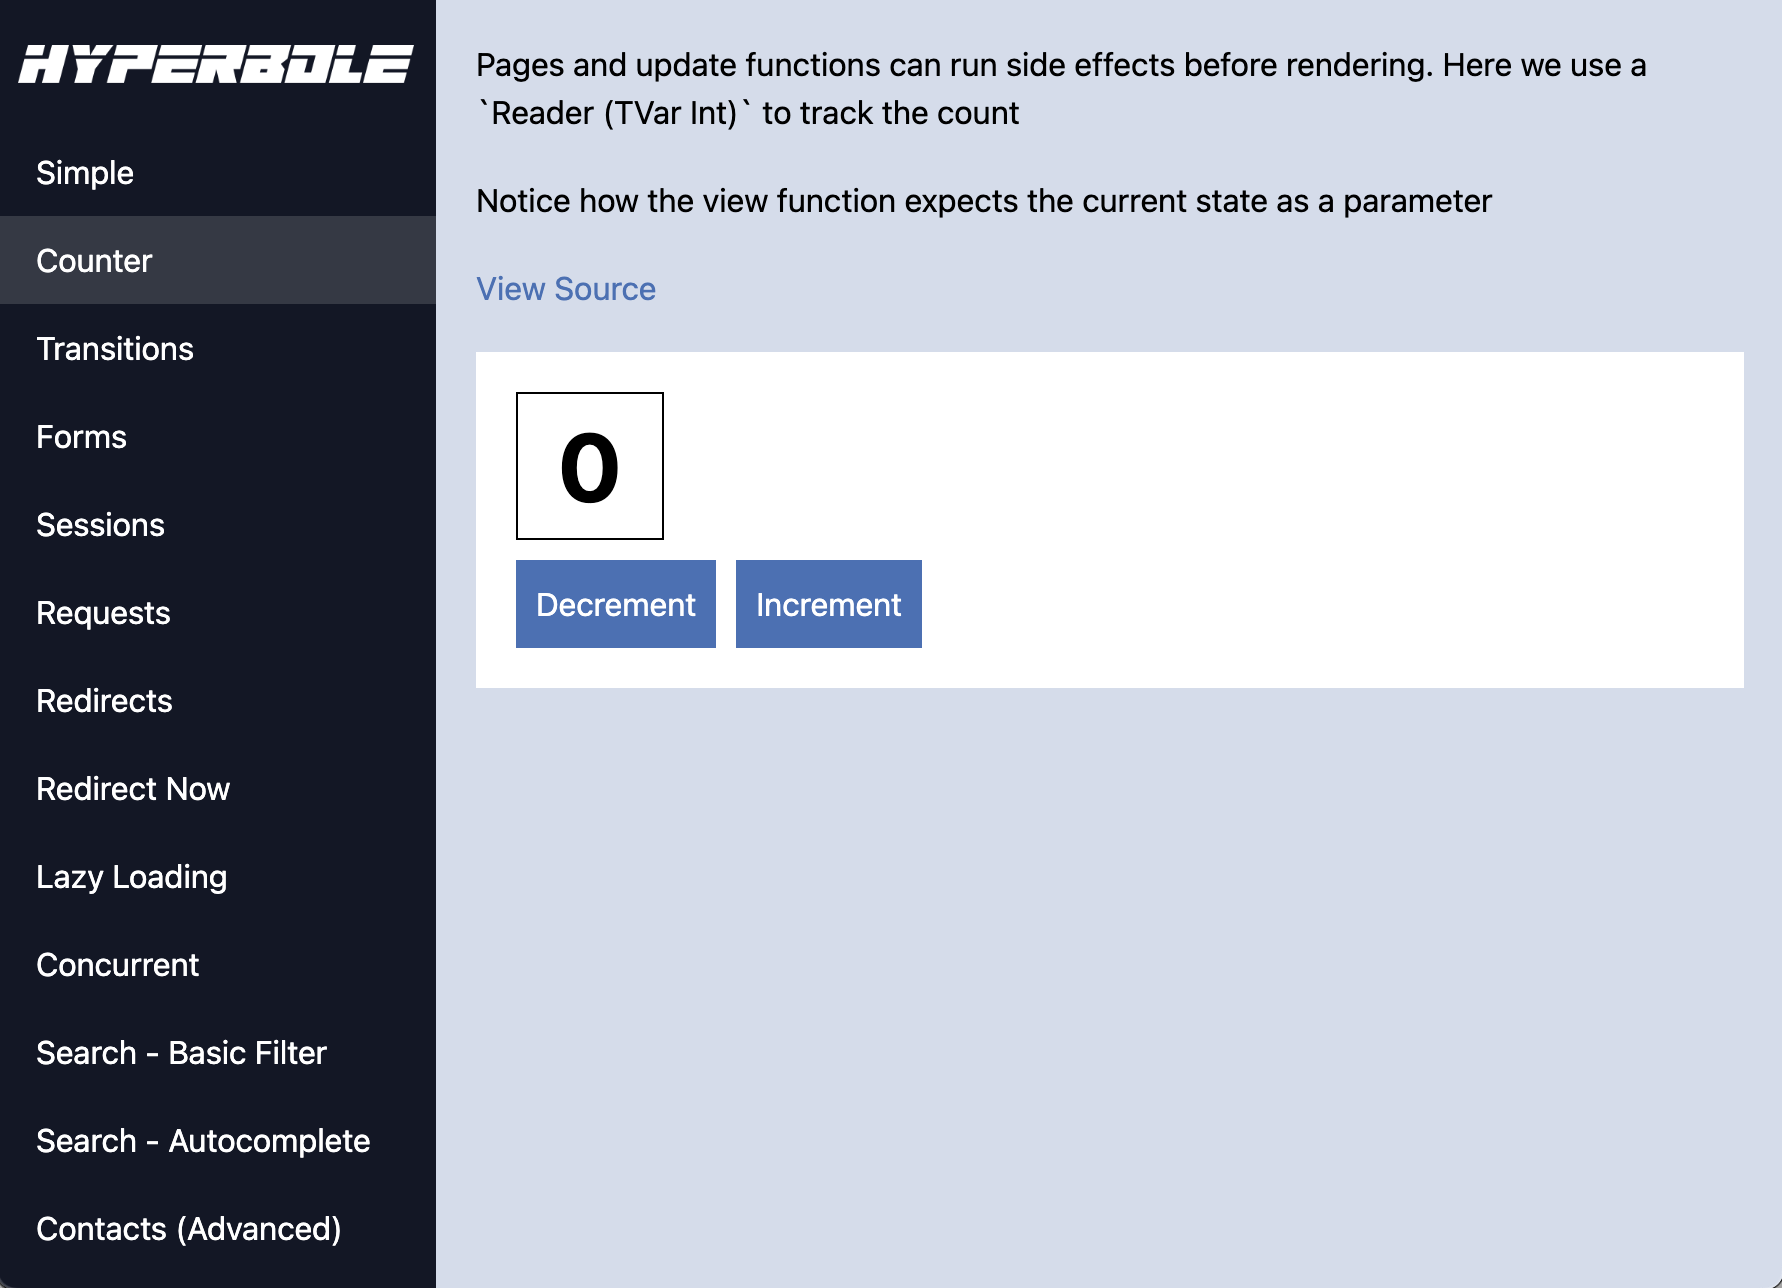 HYPERBOLE
Simple
Counter
Transitions
Forms
Sessions
Requests
Redirects
Redirect Now
Lazy Loading
Concurrent
Search - Basic Filter
Search - Autocomplete
Contacts (Advanced)
Pages and update functions can run side effects before rendering. Here we use a
`Reader (TVar Int)` to track the count
Notice how the view function expects the current state as a parameter
View Source
0
Decrement
Increment